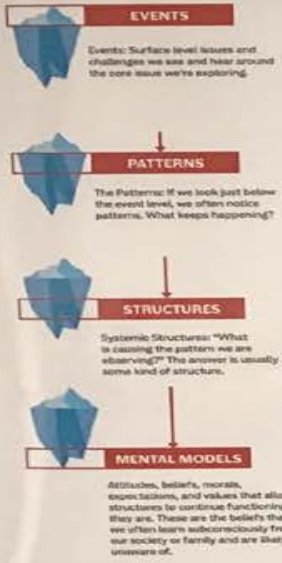 EVENTS
Events: Surface level issues and
challenges we see and hear around
the core issue we're exploring.
PATTERNS
The Patterns: If we look just below
the event level, we often notice
patterns. What keeps happening?
STRUCTURES
Systemic Structures: "What
is causing the pattern we are
observing?" The answer is usually
some kind of structure.
MENTAL MODELS
Attitudes, beliefs, morals,
expectations, and values that allo
structures to continue functioning
they are. These are the beliefs tha
we often learn subconsciously fro
our society or family and are likel
unaware of.